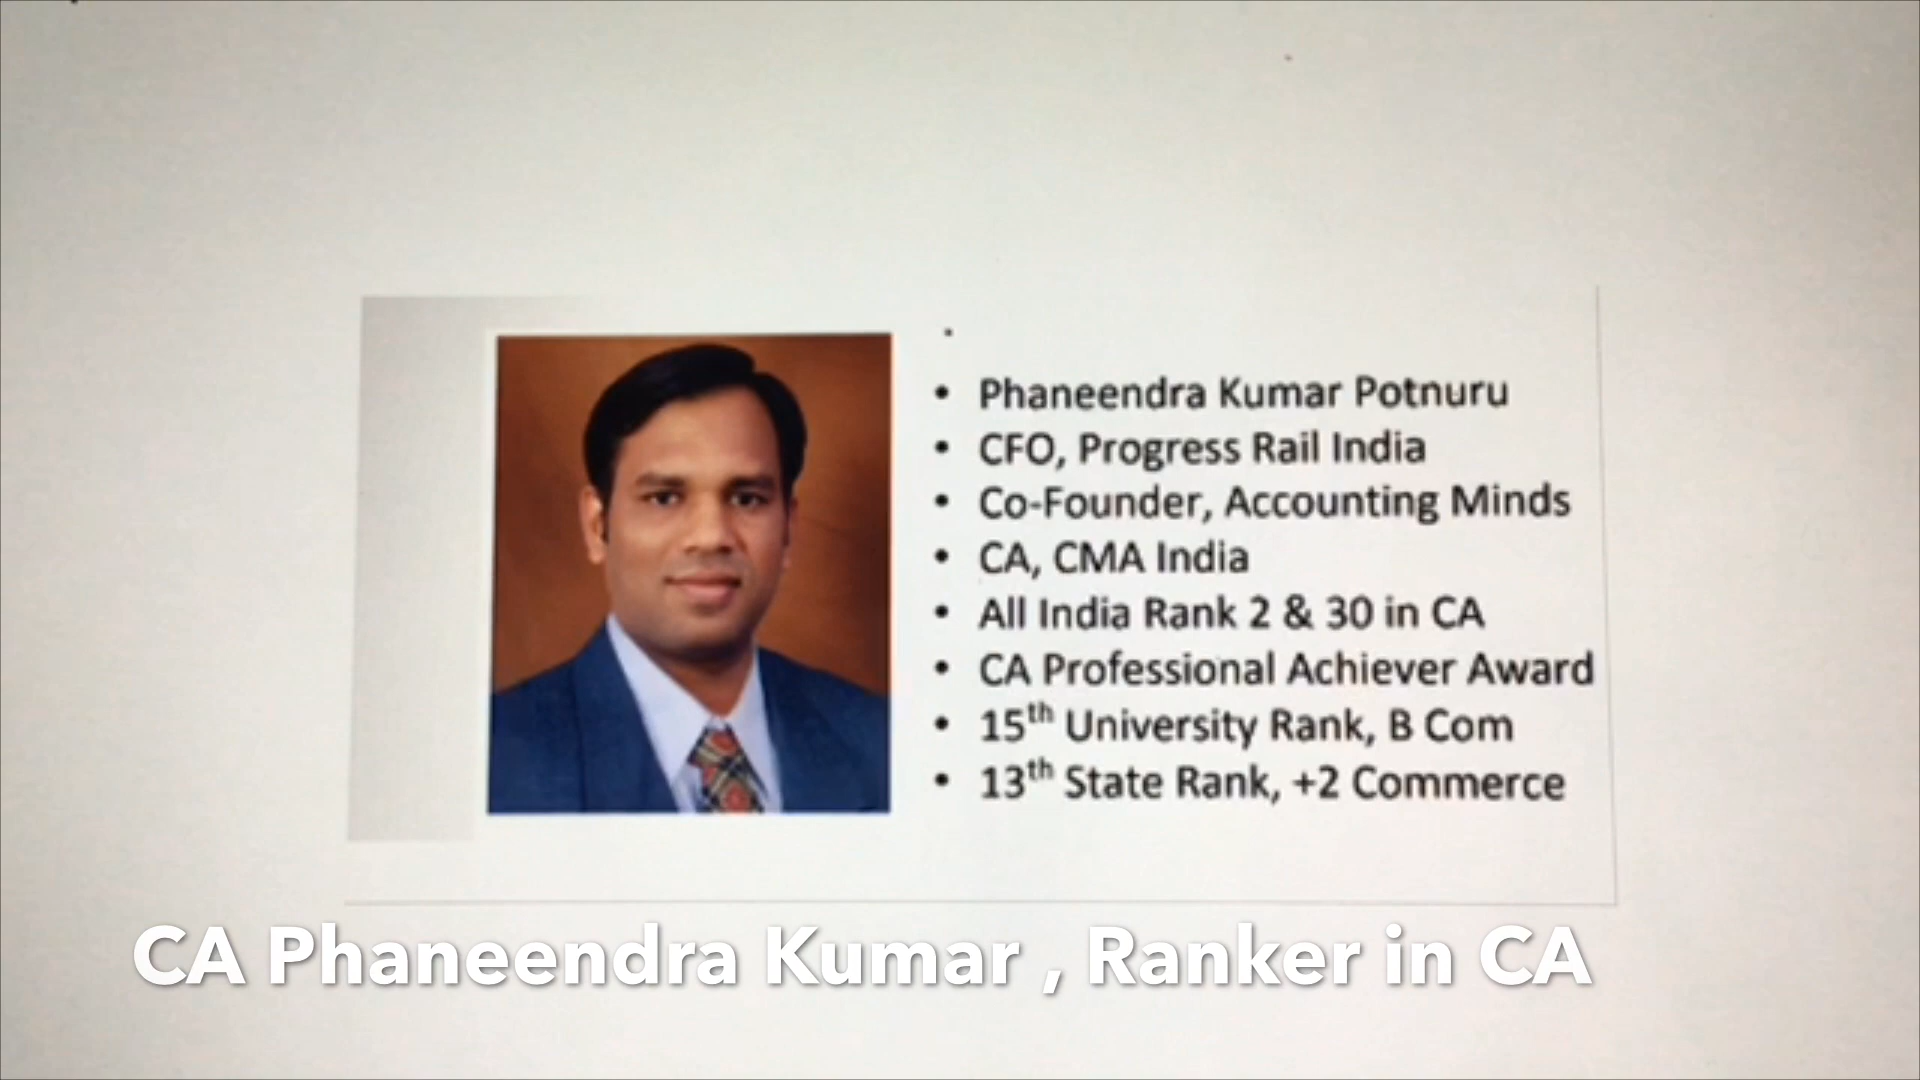 Phaneendra Kumar Potnuru
CFO, Progress Rail India
Co-Founder, Accounting Minds
CA, CMA India
All India Rank 2 & 30 in CA
CA Professional Achiever Award
15th University Rank, B Com
13th State Rank, +2 Commerce
CA Phaneendra Kumar , Ranker in CA